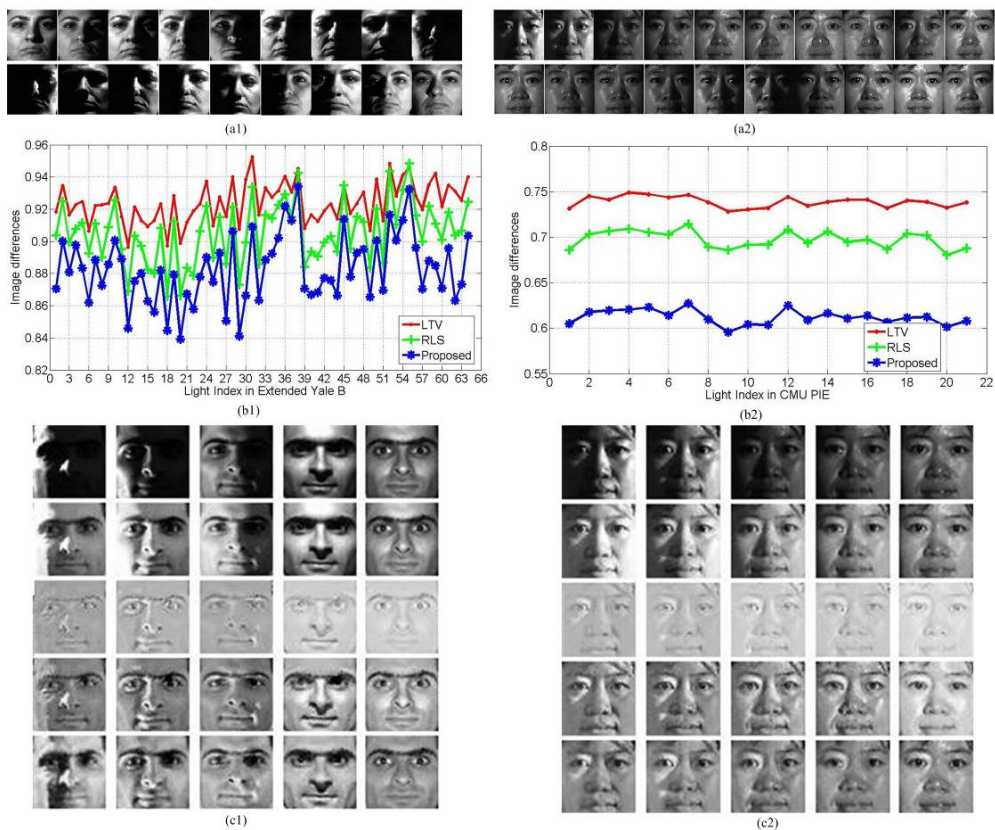 (a1)
(a2)
0.96
0.94
0.92
0.9
0.88
0.86
0.84
0.82
Image differences
LTV
RLS
Proposed
0 3 6 9 12 15 18 21 24 27 30 33 36 39 42 45 48 51 54 57 60 63 66
Light Index in Extended Yale B
(b1)
0.8
0.75
0.7
0.65
0.6
0.55
Image differences
LTV
RLS
Proposed
0 2 4 6 8 10 12 14 16 18 20 22
Light Index in CMU PIE
(b2)
(c1)
(c2)